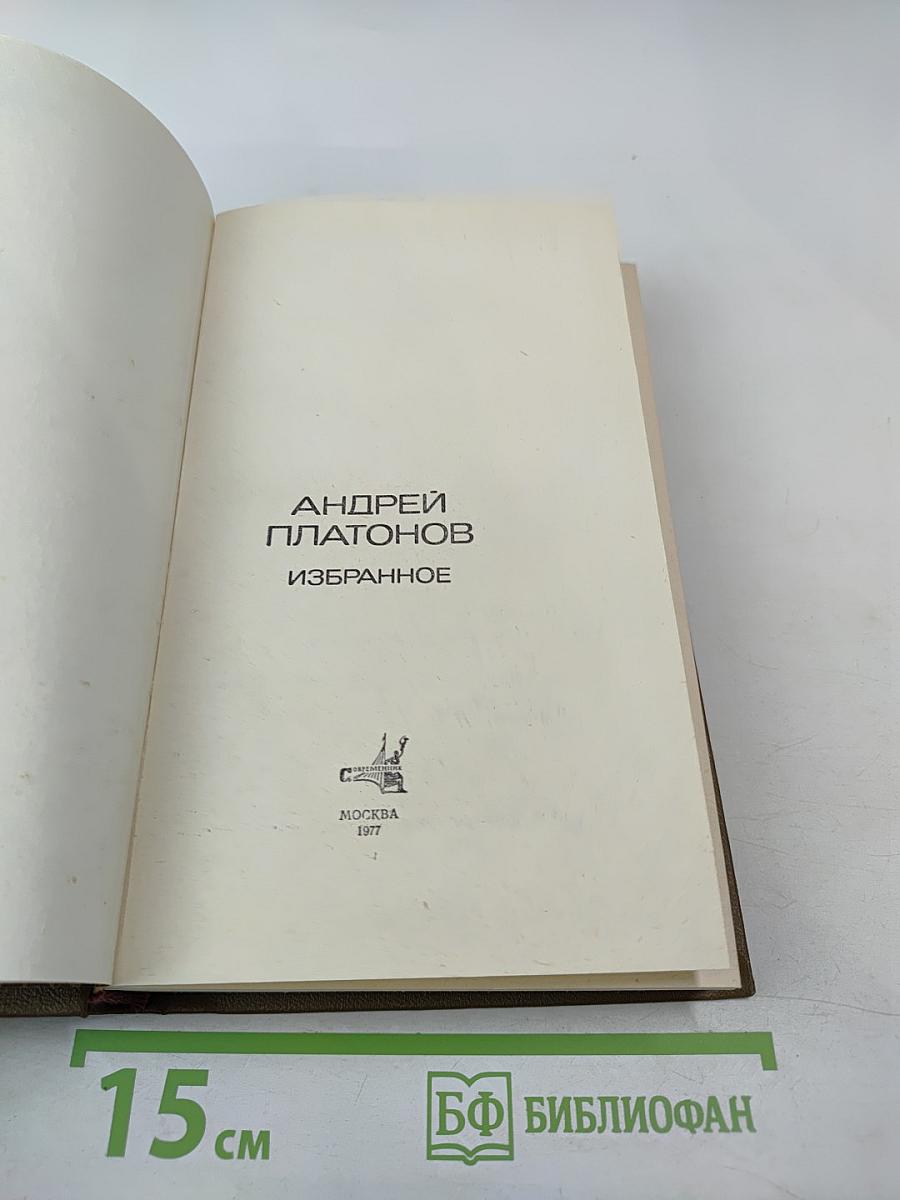 АНДРЕЙ
ПЛАТОНОВ
ИЗБРАННОЕ
СОВРЕМЕННИК
МОСКВА
1977
15 см
БФ БИБЛИОФАН